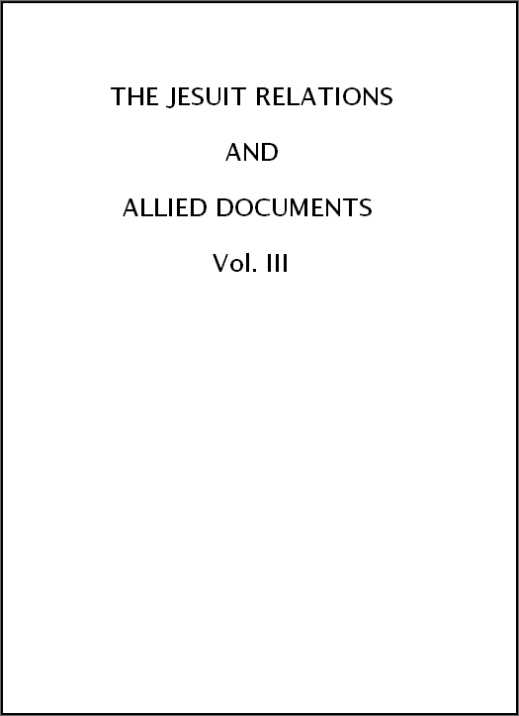 THE JESUIT RELATIONS
AND
ALLIED DOCUMENTS
Vol. III